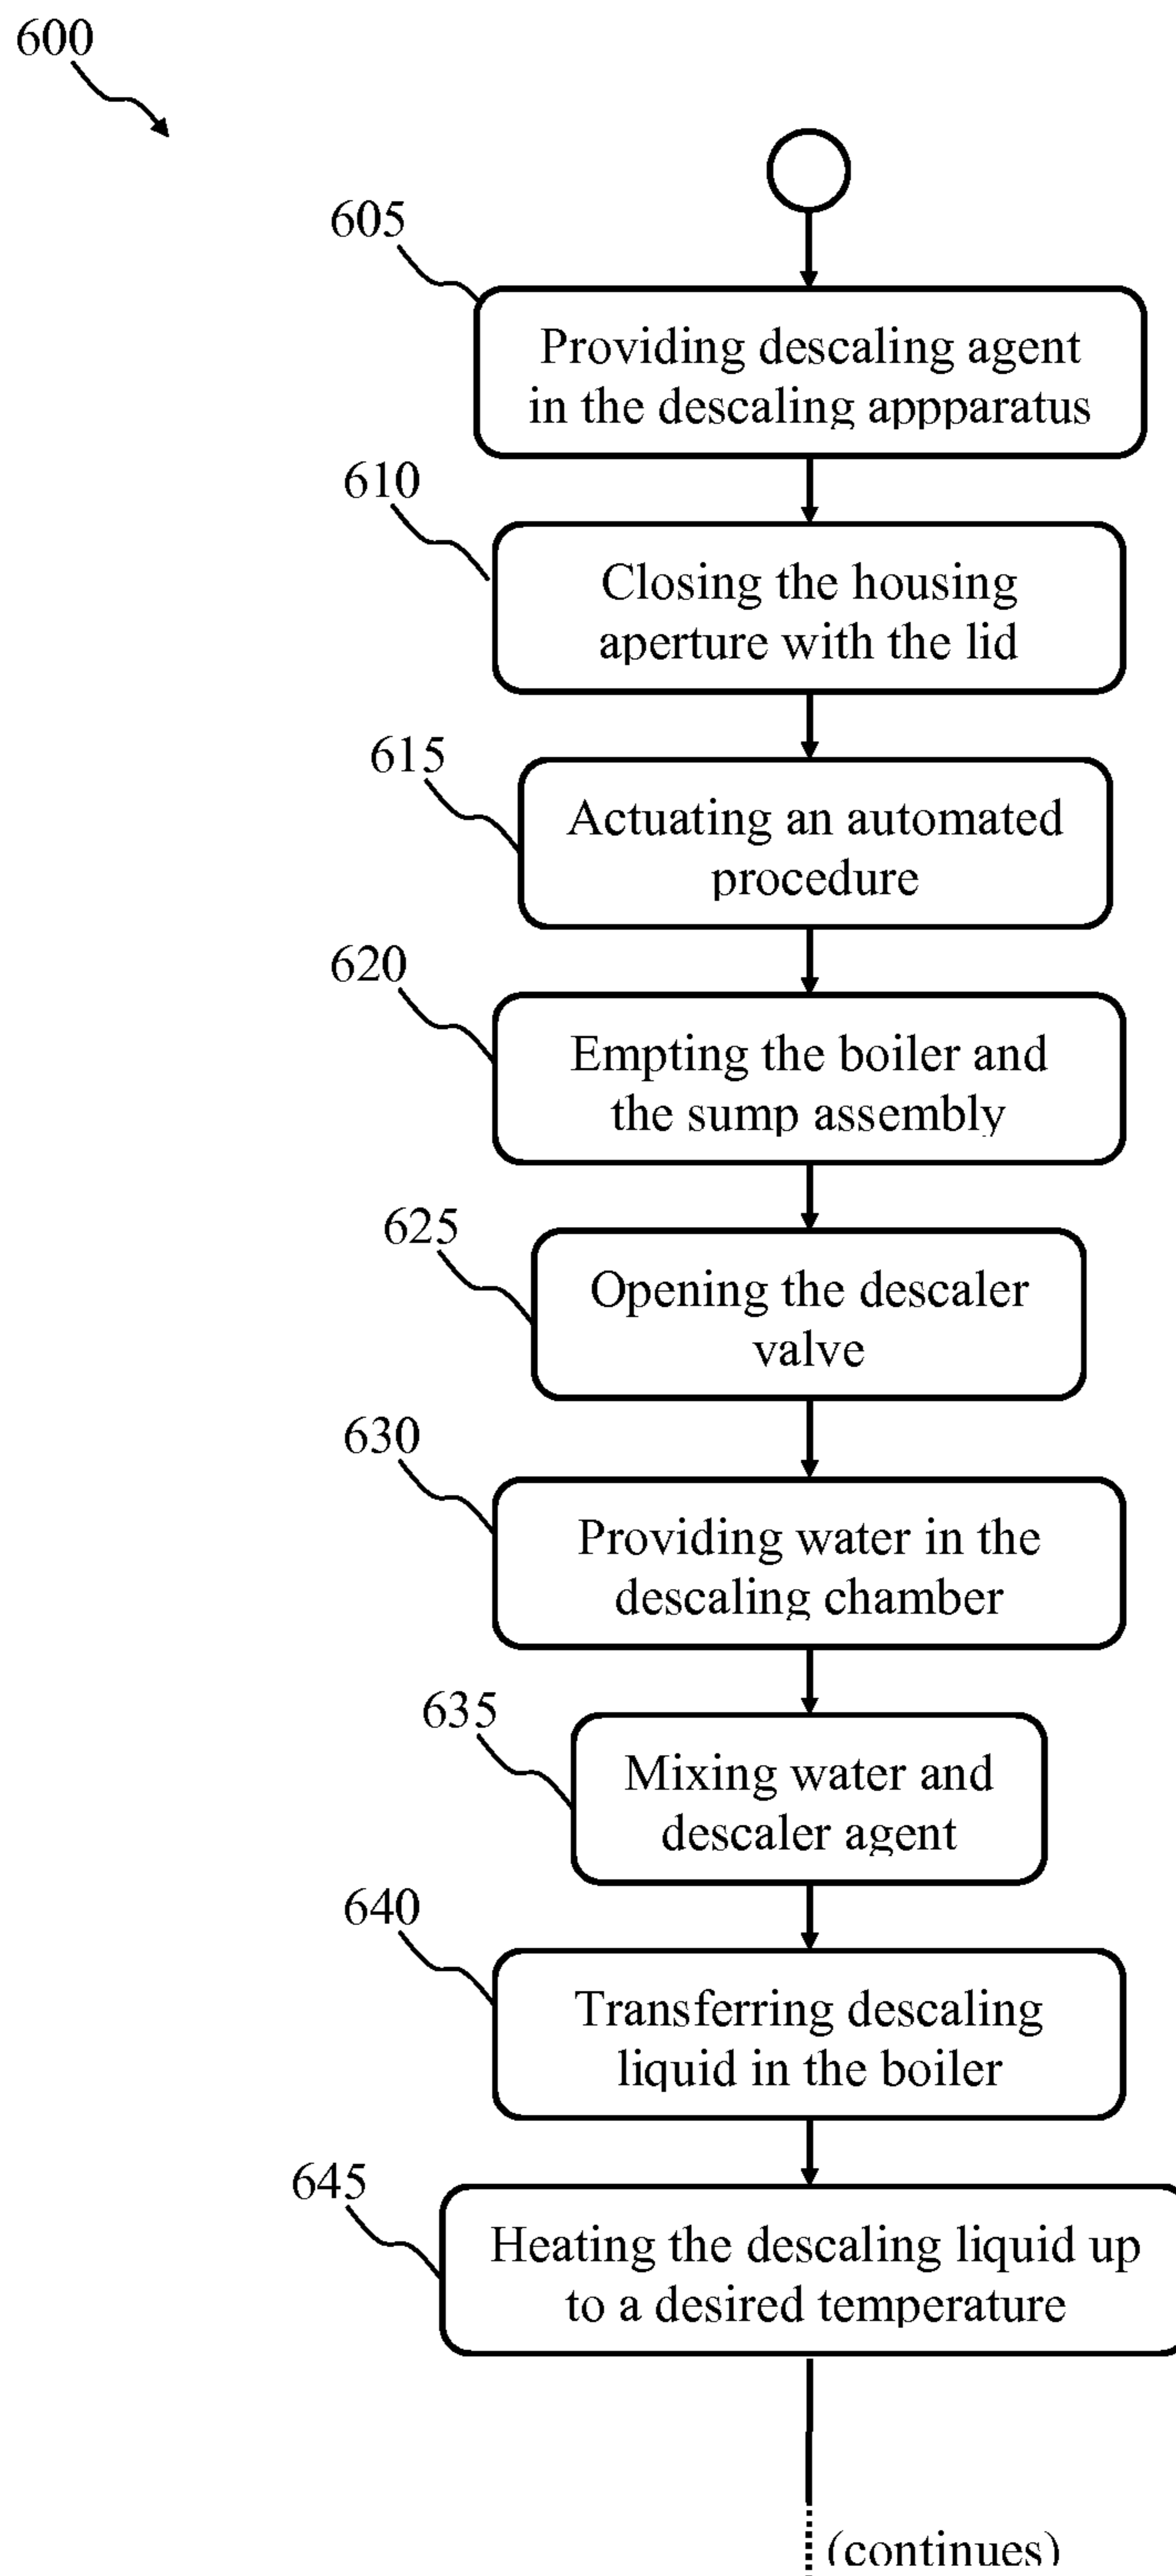 600
605
Providing descaling agent
in the descaling appparatus
610
Closing the housing
aperture with the lid
615
Actuating an automated
procedure
620
Empting the boiler and
the sump assembly
625
Opening the descaler
valve
630
Providing water in the
descaling chamber
635
Mixing water and
descaler agent
640
Transferring descaling
liquid in the boiler
645
Heating the descaling liquid up
to a desired temperature
(continues)